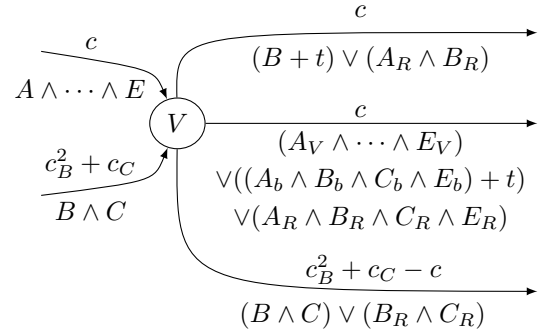 c
(B + t) ∨ (A_R ∧ B_R)
c
A ∧ ⋯ ∧ E
V
c
(A_V ∧ ⋯ ∧ E_V)
∨((A_b ∧ B_b ∧ C_b ∧ E_b) + t)
∨(A_R ∧ B_R ∧ C_R ∧ E_R)
c_B^2 + c_C
B ∧ C
c_B^2 + c_C − c
(B ∧ C) ∨ (B_R ∧ C_R)